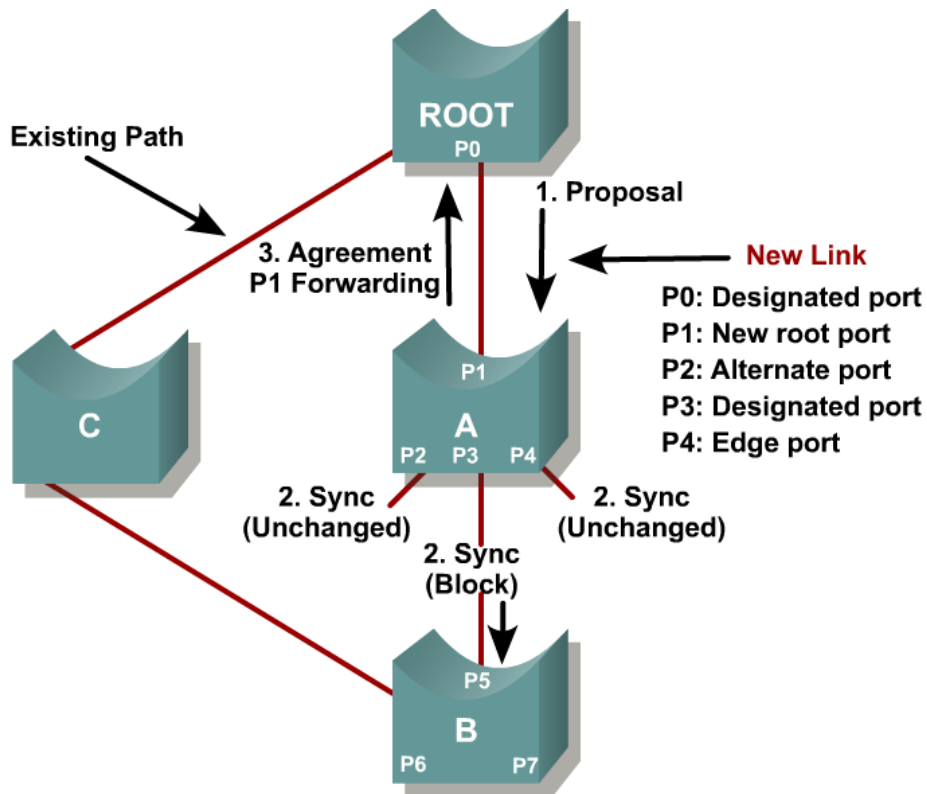 ROOT
P0
Existing Path
1. Proposal
3. Agreement
P1 Forwarding
New Link
P0: Designated port
P1: New root port
P2: Alternate port
P3: Designated port
P4: Edge port
P1
C
A
P2 P3 P4
2. Sync
(Unchanged)
2. Sync
(Unchanged)
2. Sync
(Block)
P5
B
P6 P7